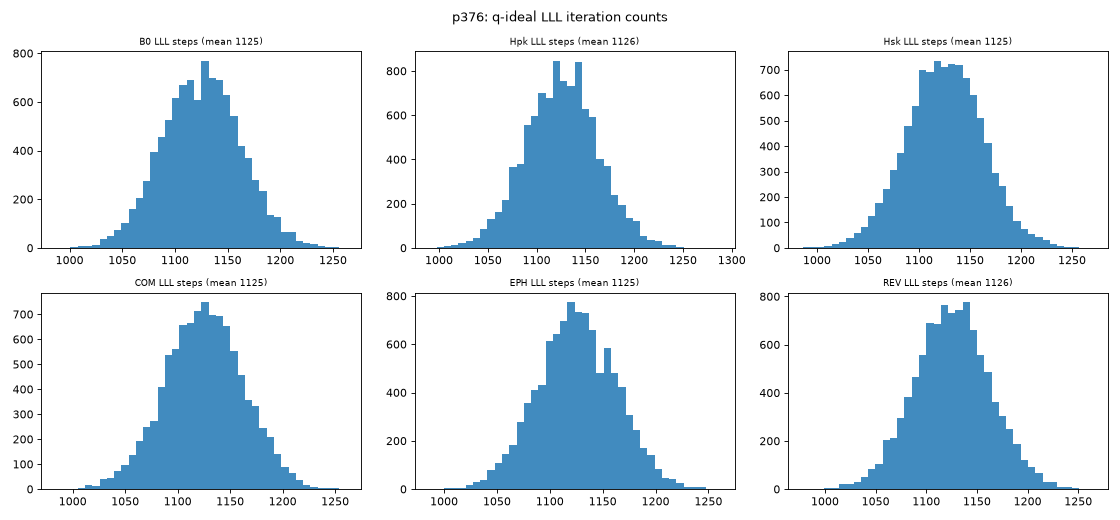 p376: q-ideal LLL iteration counts
B0 LLL steps (mean 1125)
800
600
400
200
0
1000 1050 1100 1150 1200 1250
Hpk LLL steps (mean 1126)
800
600
400
200
0
1000 1050 1100 1150 1200 1250 1300
Hsk LLL steps (mean 1125)
700
600
500
400
300
200
100
0
1000 1050 1100 1150 1200 1250
COM LLL steps (mean 1125)
700
600
500
400
300
200
100
0
1000 1050 1100 1150 1200 1250
EPH LLL steps (mean 1125)
800
600
400
200
0
1000 1050 1100 1150 1200 1250
REV LLL steps (mean 1126)
800
600
400
200
0
1000 1050 1100 1150 1200 1250